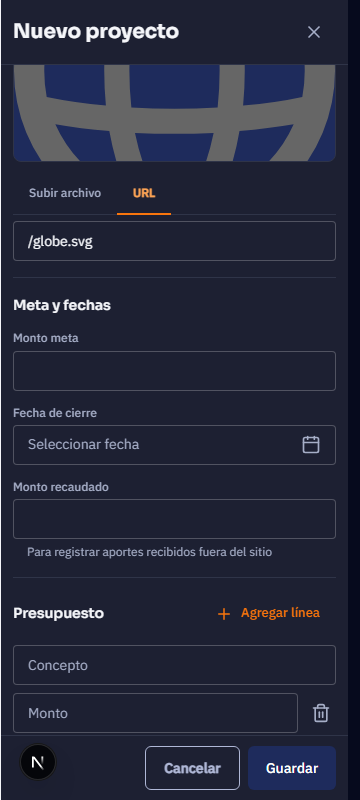 Nuevo proyecto
Subir archivo
URL
/globe.svg
Meta y fechas
Monto meta
Fecha de cierre
Seleccionar fecha
Monto recaudado
Para registrar aportes recibidos fuera del sitio
Presupuesto
Agregar línea
Concepto
Monto
N
Cancelar
Guardar